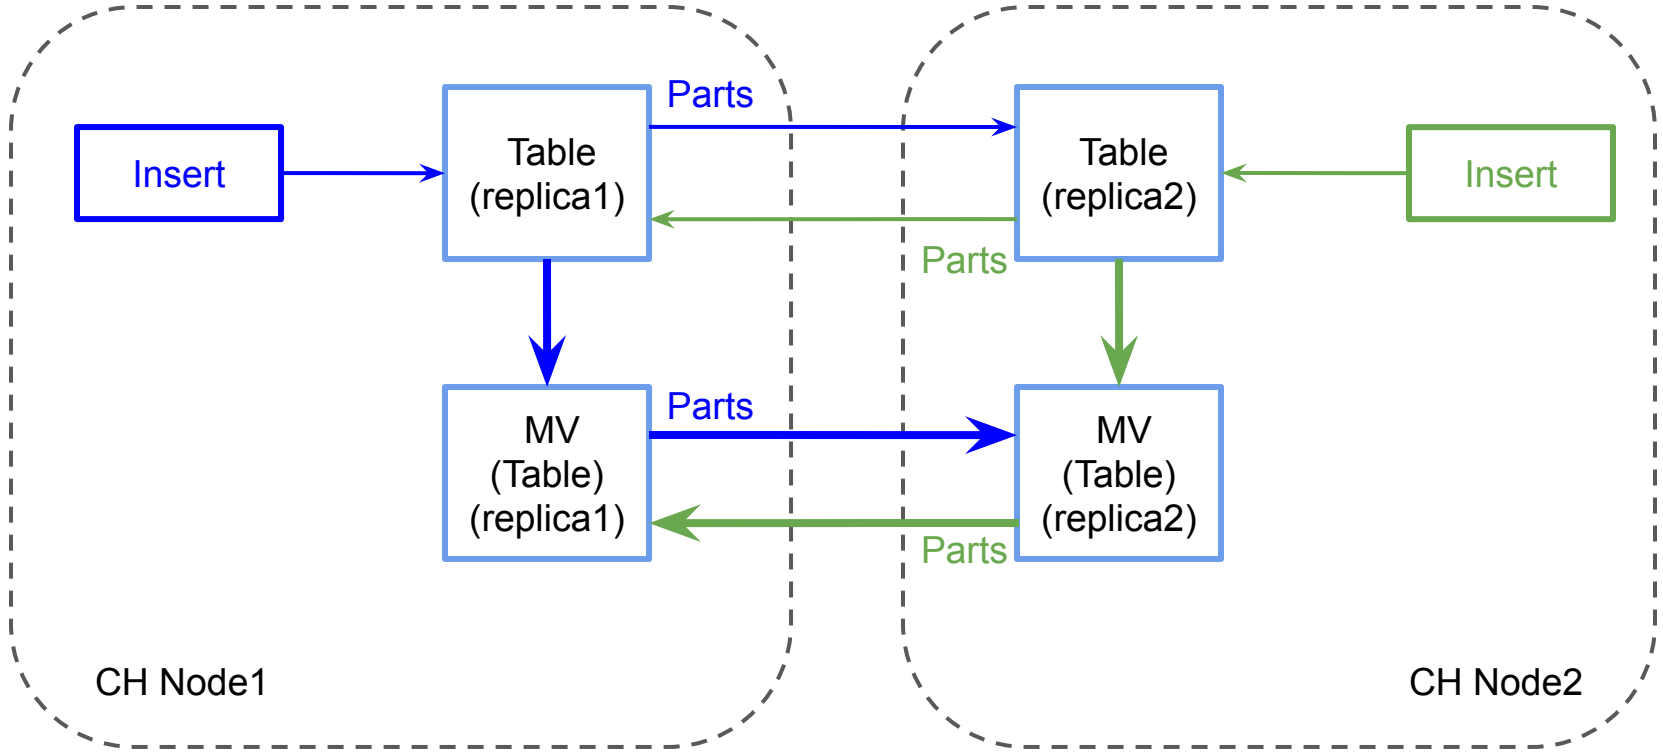 Parts
Insert
Table
(replica1)
Table
(replica2)
Insert
Parts
MV
(Table)
(replica1)
Parts
MV
(Table)
(replica2)
Parts
CH Node1
CH Node2